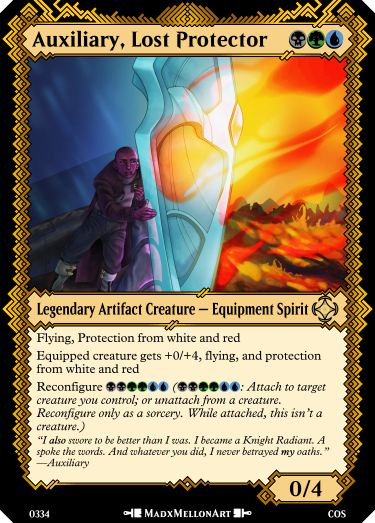 Auxiliary, Lost Protector
Legendary Artifact Creature — Equipment Spirit
Flying, Protection from white and red
Equipped creature gets +0/+4, flying, and protection
from white and red
Reconfigure (: Attach to target
creature you control; or unattach from a creature.
Reconfigure only as a sorcery. While attached, this isn't a
creature.)
"I also swore to be better than I was. I became a Knight Radiant. A
spoke the words. And whatever you did, I never betrayed my oaths."
—Auxiliary
0/4
0334
MadxMellonArt
COS